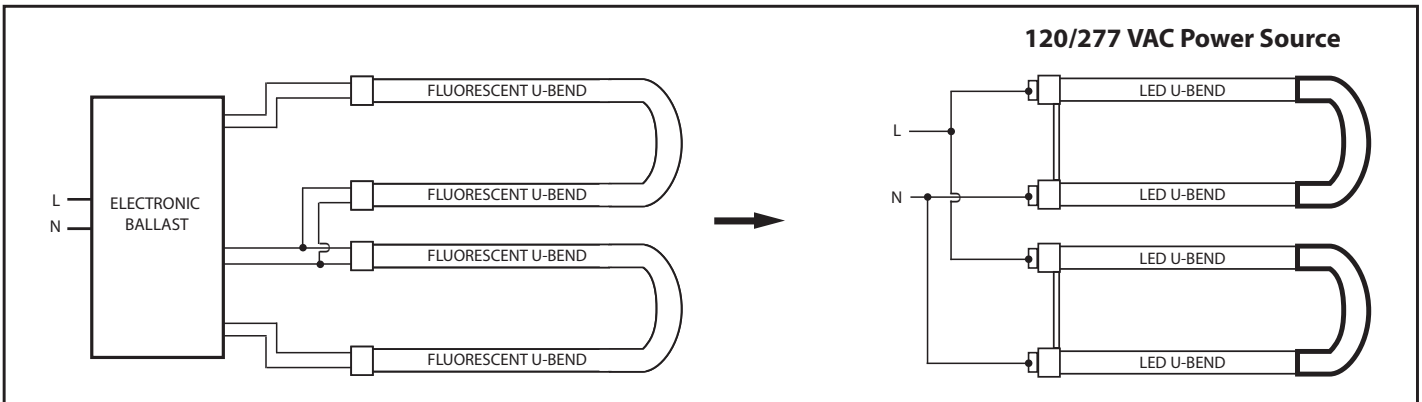 120/277 VAC Power Source
FLUORESCENT U-BEND
FLUORESCENT U-BEND
FLUORESCENT U-BEND
FLUORESCENT U-BEND
L
N
ELECTRONIC
BALLAST
LED U-BEND
LED U-BEND
LED U-BEND
LED U-BEND
L
N